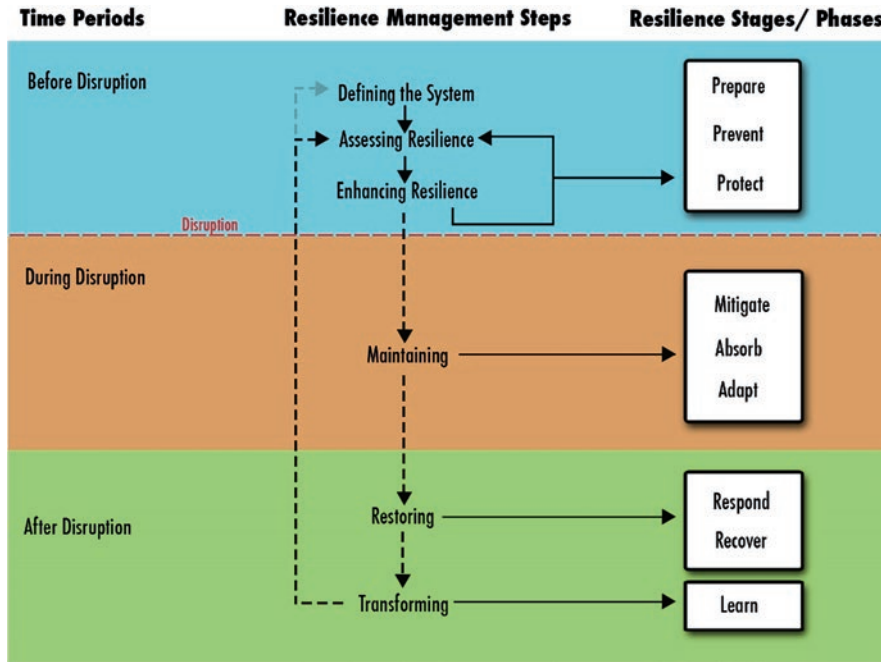 Time Periods
Resilience Management Steps
Resilience Stages/ Phases
Before Disruption
Defining the System
Assessing Resilience
Enhancing Resilience
Prepare
Prevent
Protect
Disruption
During Disruption
Maintaining
Mitigate
Absorb
Adapt
After Disruption
Restoring
Transforming
Respond
Recover
Learn